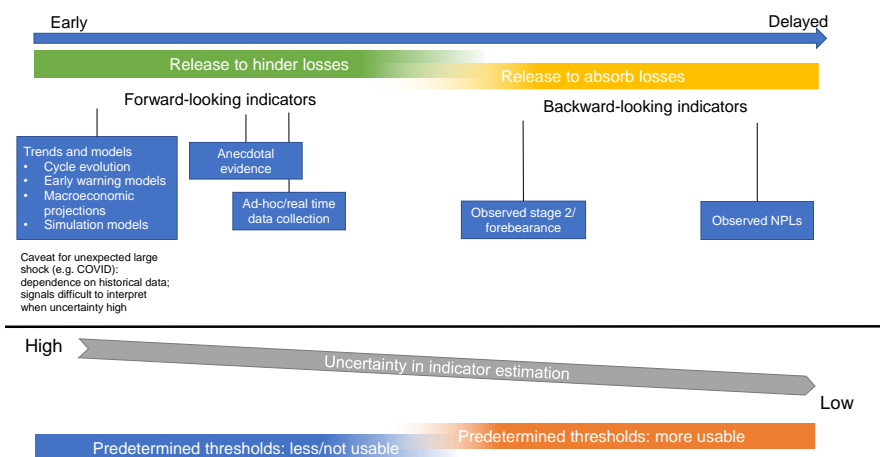 Early
Delayed
Release to hinder losses
Release to absorb losses
Forward-looking indicators
Backward-looking indicators
Trends and models
• Cycle evolution
• Early warning models
• Macroeconomic
projections
• Simulation models
Anecdotal
evidence
Ad-hoc/real time
data collection
Observed stage 2/
forebearance
Observed NPLs
Caveat for unexpected large
shock (e.g. COVID):
dependence on historical data;
signals difficult to interpret
when uncertainty high
High
Uncertainty in indicator estimation
Low
Predetermined thresholds: less/not usable
Predetermined thresholds: more usable